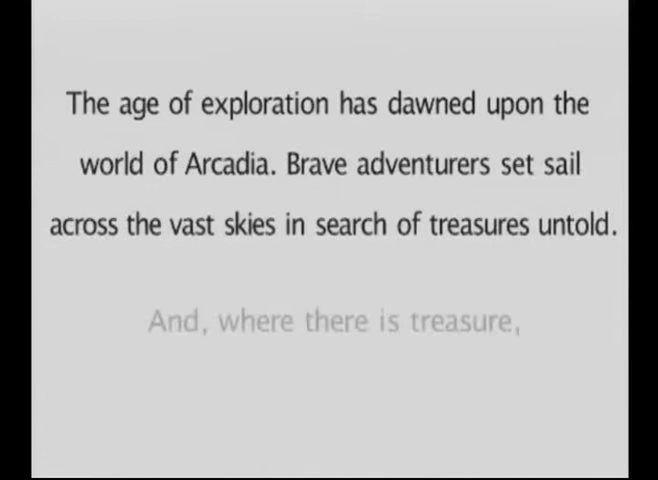 The age of exploration has dawned upon the
world of Arcadia. Brave adventurers set sail
across the vast skies in search of treasures untold.
And, where there is treasure,